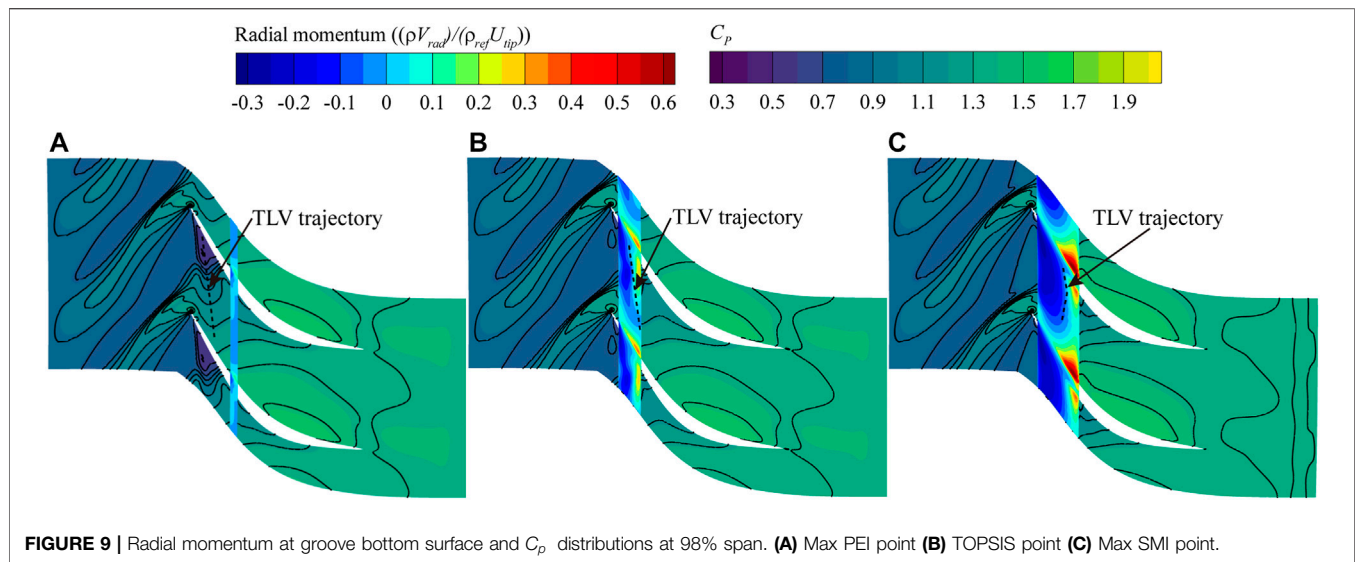 Radial momentum ((ρV_rad)/(ρ_ref U_tip))
-0.3 -0.2 -0.1 0 0.1 0.2 0.3 0.4 0.5 0.6
C_P
0.3 0.5 0.7 0.9 1.1 1.3 1.5 1.7 1.9
A
TLV trajectory
B
TLV trajectory
C
TLV trajectory
FIGURE 9 | Radial momentum at groove bottom surface and C_p distributions at 98% span. (A) Max PEI point (B) TOPSIS point (C) Max SMI point.